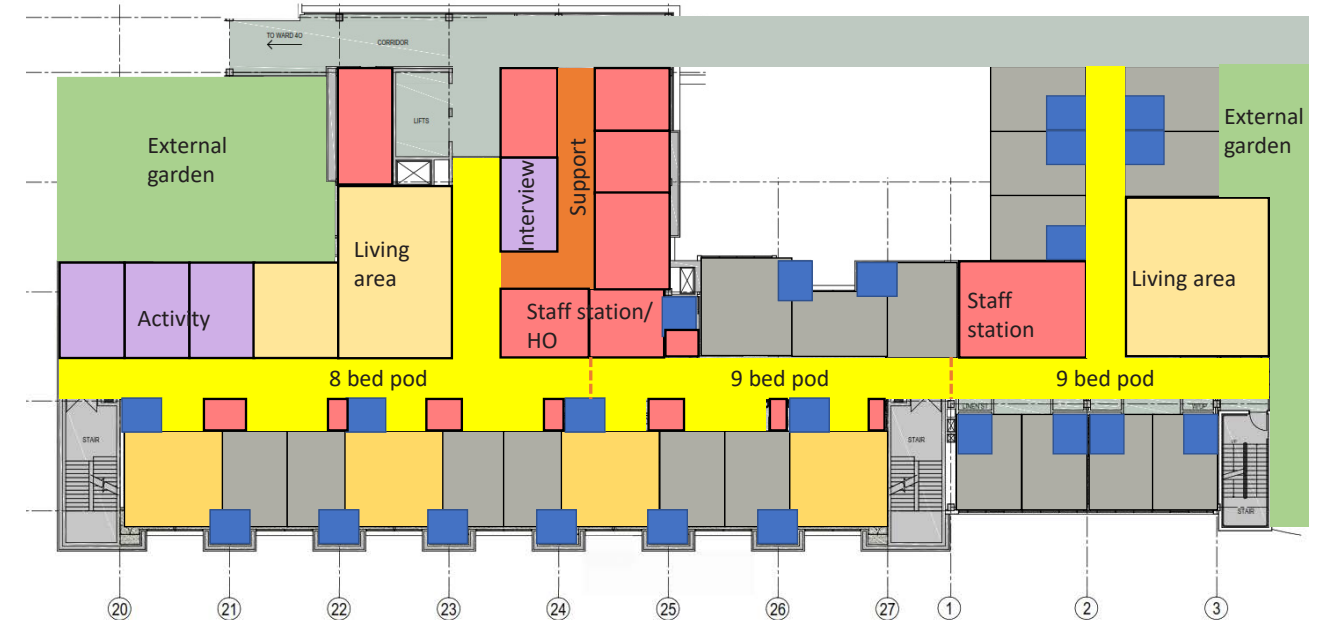 TO WARD 40
CORRIDOR
LIFTS
External
garden
External
garden
Interview
Support
Living
area
Living area
Activity
Staff station/
HO
Staff
station
8 bed pod
9 bed pod
9 bed pod
STAIR
STAIR
UP
STAIR
20
21
22
23
24
25
26
27
1
2
3